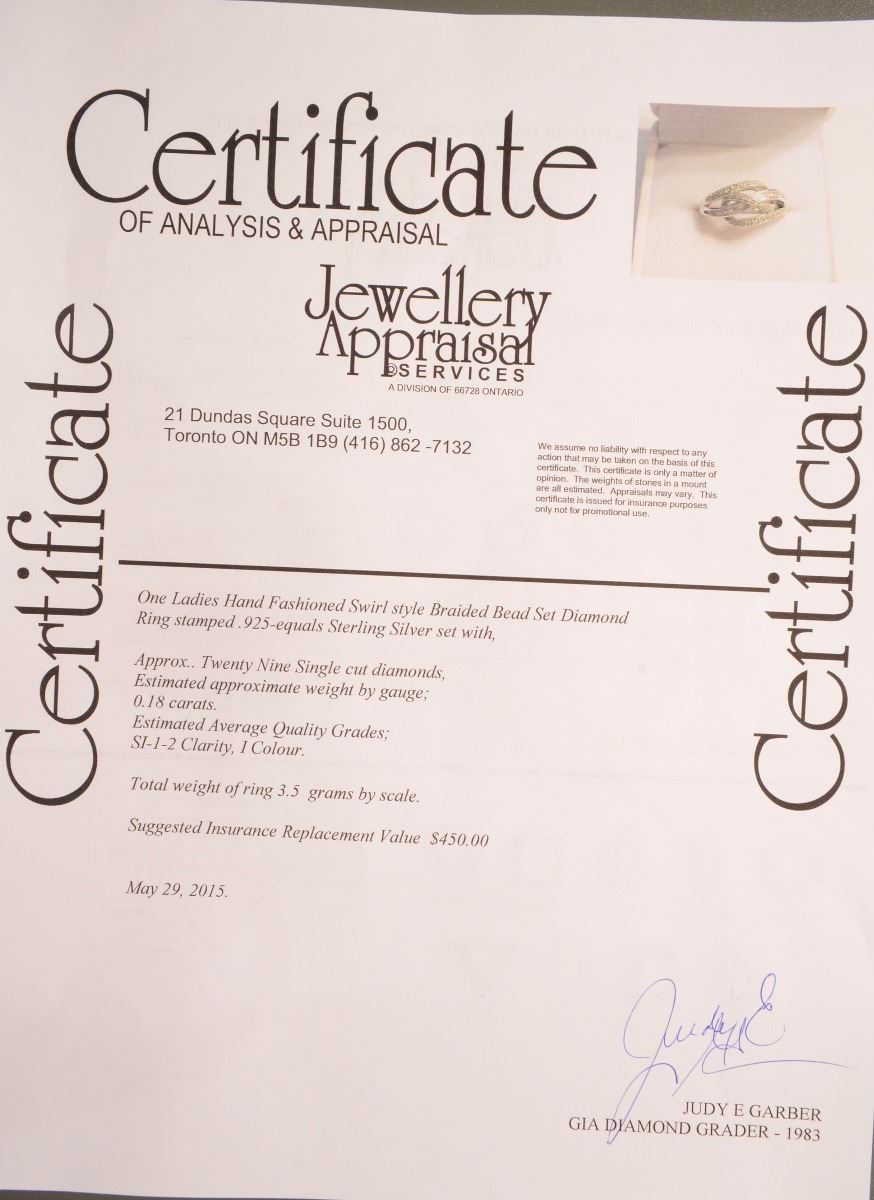 Certificate
OF ANALYSIS & APPRAISAL
Jewellery
Appraisal
@SERVICES
A DIVISION OF 66728 ONTARIO
Certificate
Certificate
21 Dundas Square Suite 1500,
Toronto ON M5B 1B9 (416) 862 -7132
We assume no liability with respect to any
action that may be taken on the basis of this
certificate. This certificate is only a matter of
opinion. The weights of stones in a mount
are all estimated. Appraisals may vary. This
certificate is issued for insurance purposes
only not for promotional use.
One Ladies Hand Fashioned Swirl style Braided Bead Set Diamond
Ring stamped .925-equals Sterling Silver set with,
Approx.. Twenty Nine Single cut diamonds,
Estimated approximate weight by gauge;
0.18 carats.
Estimated Average Quality Grades;
SI-1-2 Clarity, I Colour.
Total weight of ring 3.5 grams by scale.
Suggested Insurance Replacement Value $450.00
May 29, 2015.
Judy E
JUDY E GARBER
GIA DIAMOND GRADER - 1983